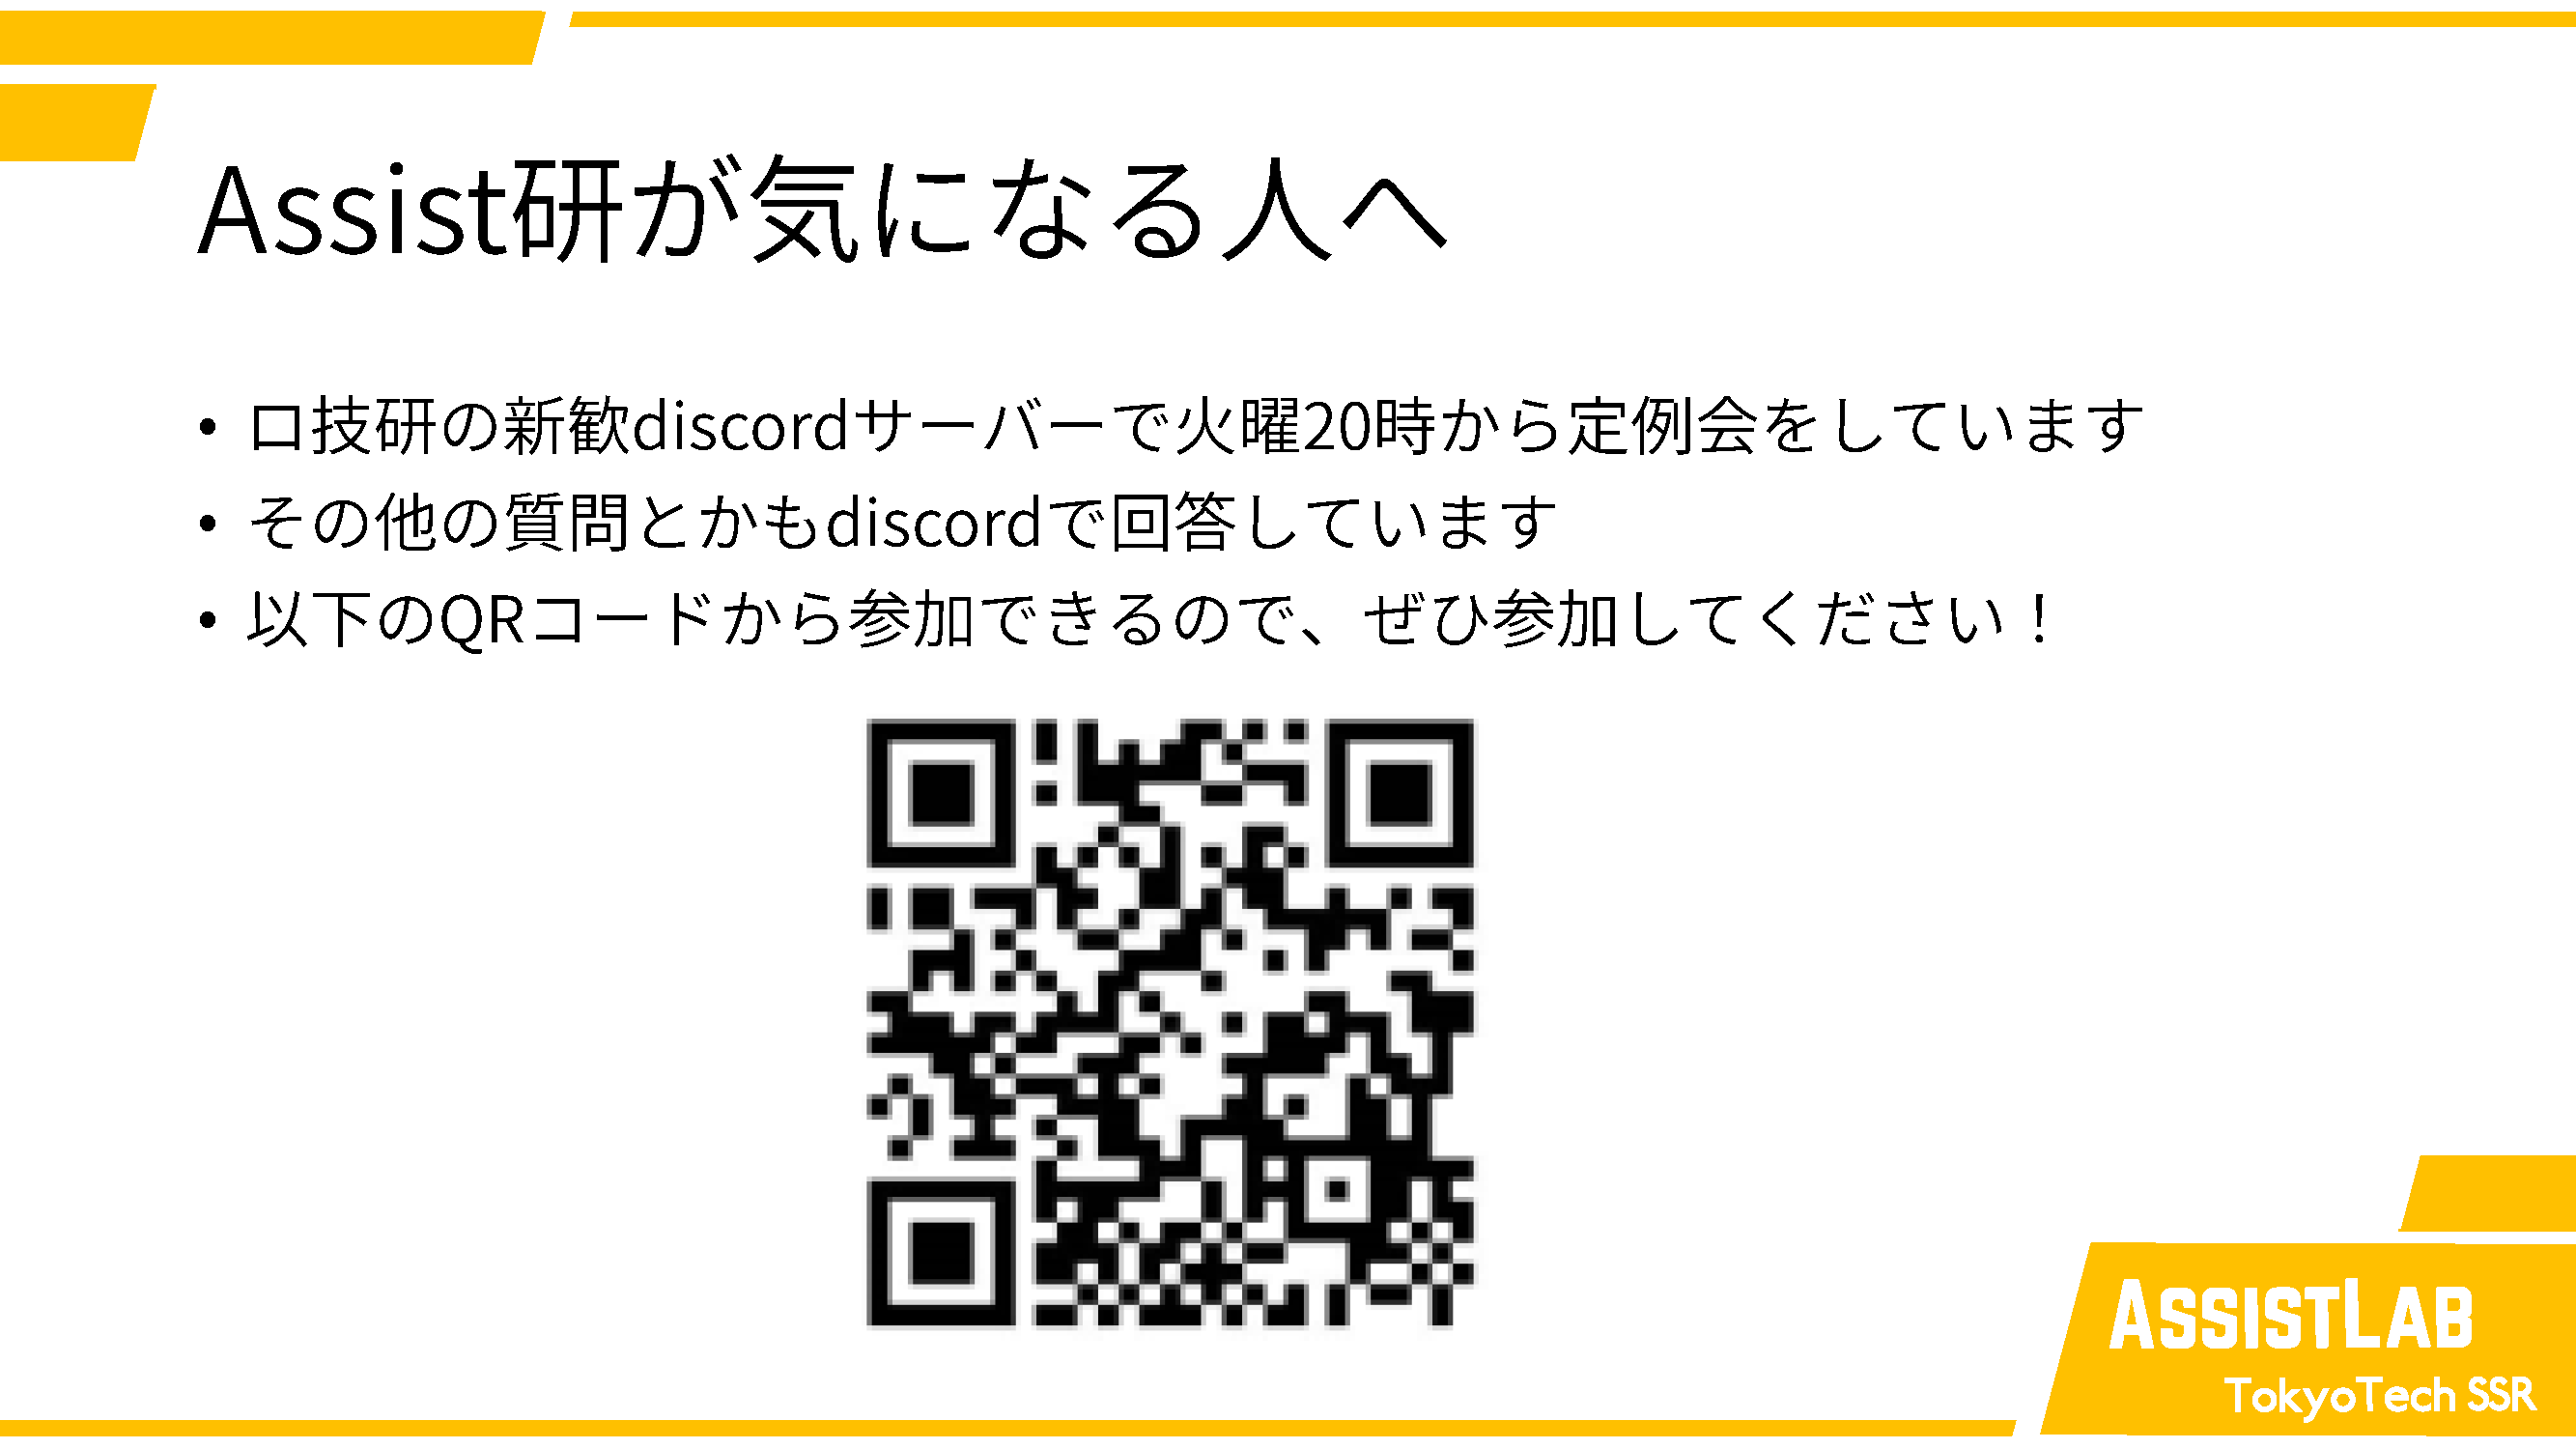 Assist研が気になる人へ
• ロ技研の新歓discordサーバーで火曜20時から定例会をしています
• その他の質問とかもdiscordで回答しています
• 以下のQRコードから参加できるので、ぜひ参加してください！
ASSISTLAB
TokyoTech SSR